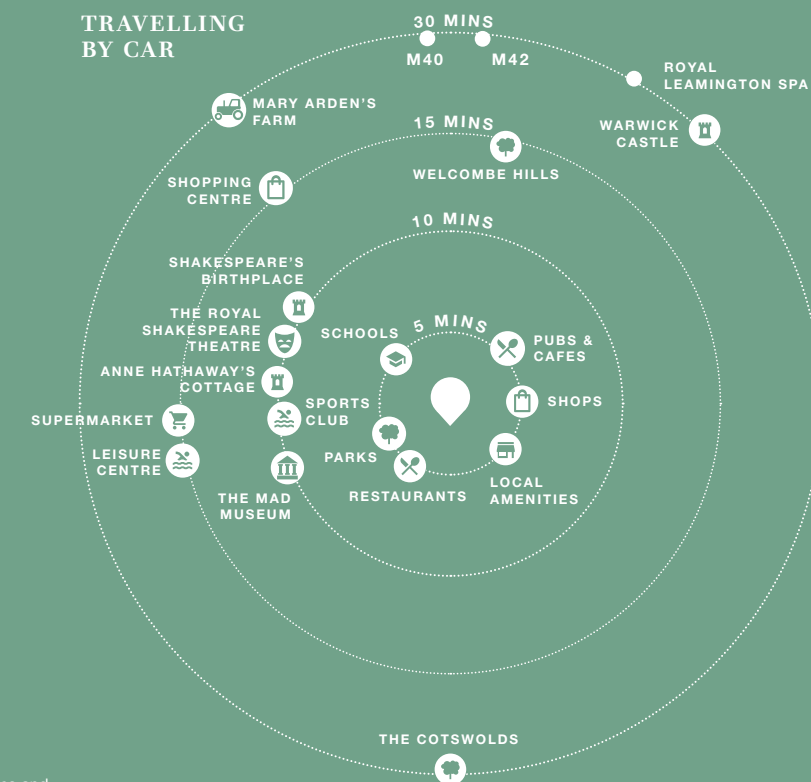 TRAVELLING
BY CAR
30 MINS
M40
M42
ROYAL
LEAMINGTON SPA
MARY ARDEN'S
FARM
15 MINS
WARWICK
CASTLE
WELCOMBE HILLS
SHOPPING
CENTRE
10 MINS
SHAKESPEARE'S
BIRTHPLACE
THE ROYAL
SHAKESPEARE
THEATRE
5 MINS
SCHOOLS
PUBS &
CAFES
ANNE HATHAWAY'S
COTTAGE
SHOPS
SPORTS
CLUB
SUPERMARKET
LEISURE
CENTRE
PARKS
RESTAURANTS
LOCAL
AMENITIES
THE MAD
MUSEUM
THE COTSWOLDS